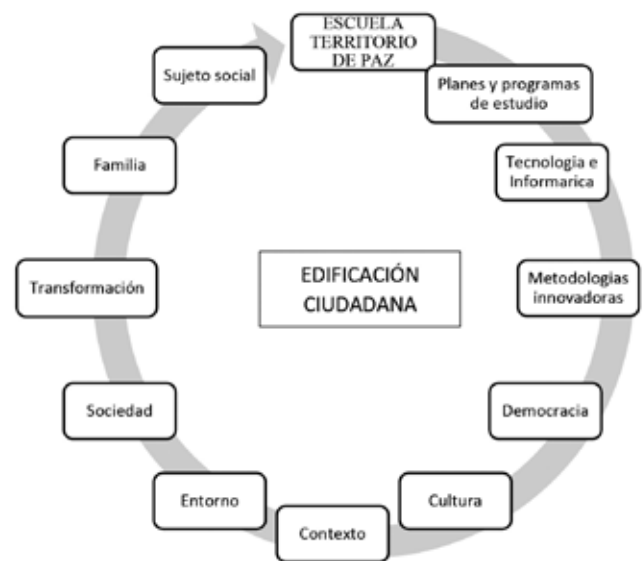 ESCUELA
TERRITORIO
DE PAZ
Planes y programas
de estudio
Tecnología e
Informarica
Metodologias
innovadoras
Democracia
Cultura
Contexto
Entorno
Sociedad
Transformación
Familia
Sujeto social
EDIFICACIÓN
CIUDADANA